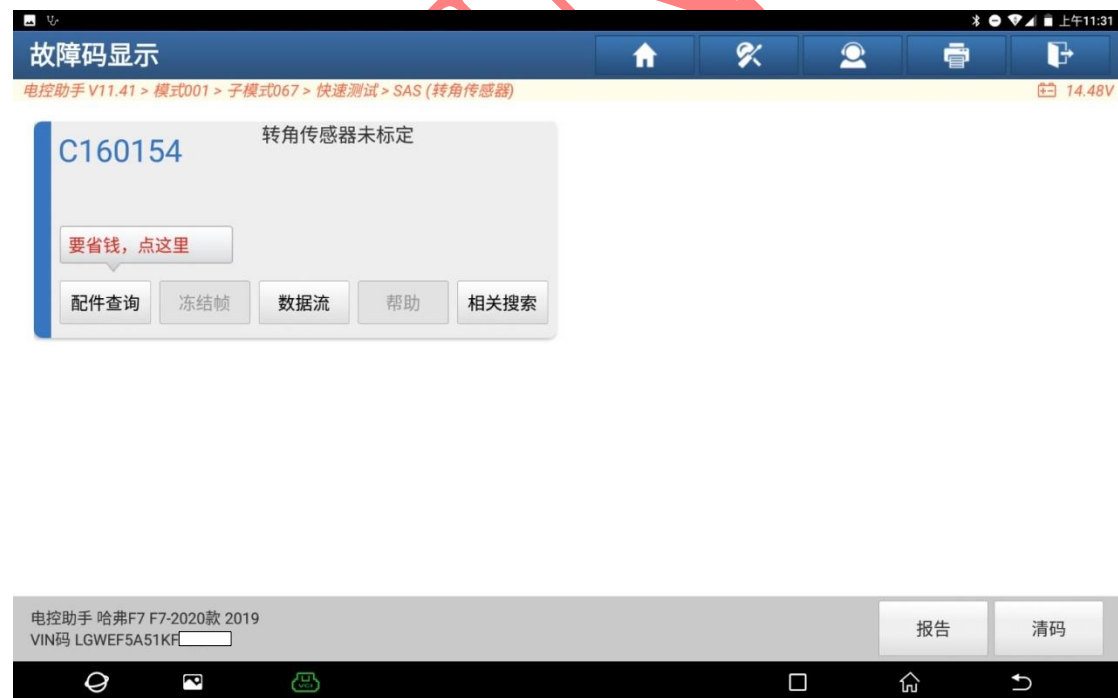 上午11:31
故障码显示
电控助手 V11.41 > 模式001 > 子模式067 > 快速测试 > SAS (转角传感器)
14.48V
C160154
转角传感器未标定
要省钱，点这里
配件查询
冻结帧
数据流
帮助
相关搜索
电控助手 哈弗F7 F7-2020款 2019
VIN码 LGWEF5A51KF
报告
清码
VCI